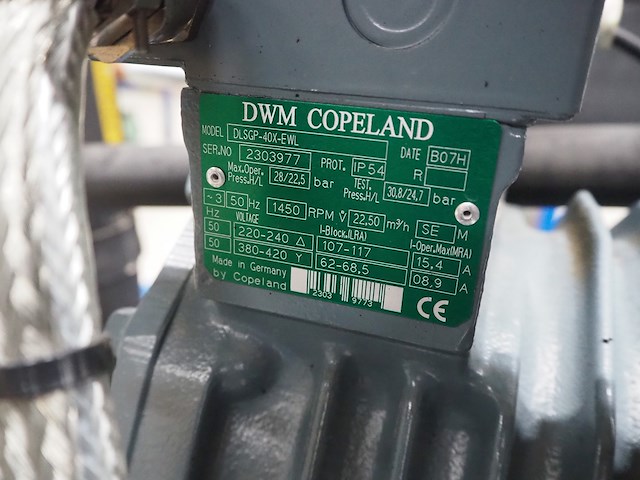 DWM COPELAND
MODEL DLSGP-40X-EWL
SER.NO 2303977 PROT. IP54 DATE B07H
Max.Oper. Press.H/L 28/22,5 bar TEST. Press.H/L 30,8/24,7 bar R
~3 50 Hz 1450 RPM V̇ 22,50 m³/h SE M
Hz VOLTAGE I-Block.(LRA) I-Oper.Max(MRA)
50 220-240 Δ 107-117 15.4 A
50 380-420 Y 62-68,5 08,9 A
Made in Germany
by Copeland
2303 9773
CE